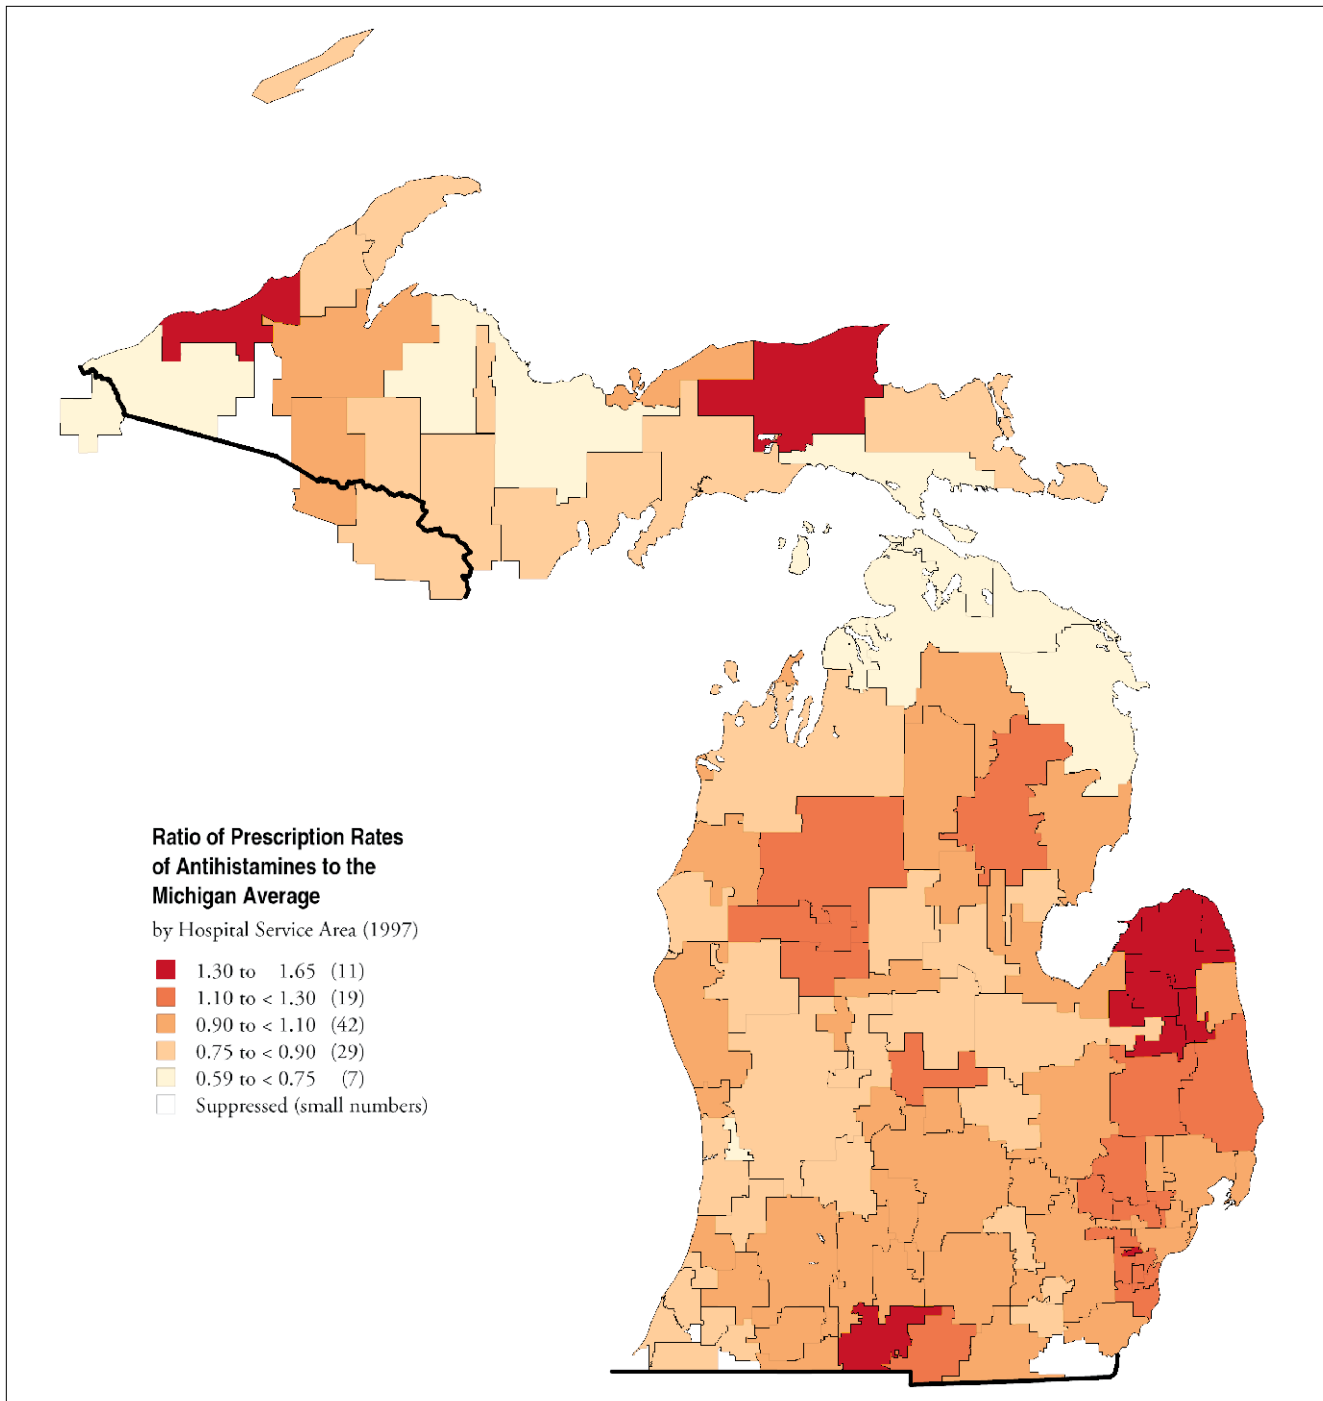 Ratio of Prescription Rates
of Antihistamines to the
Michigan Average
by Hospital Service Area (1997)
1.30 to 1.65 (11)
1.10 to < 1.30 (19)
0.90 to < 1.10 (42)
0.75 to < 0.90 (29)
0.59 to < 0.75 (7)
Suppressed (small numbers)